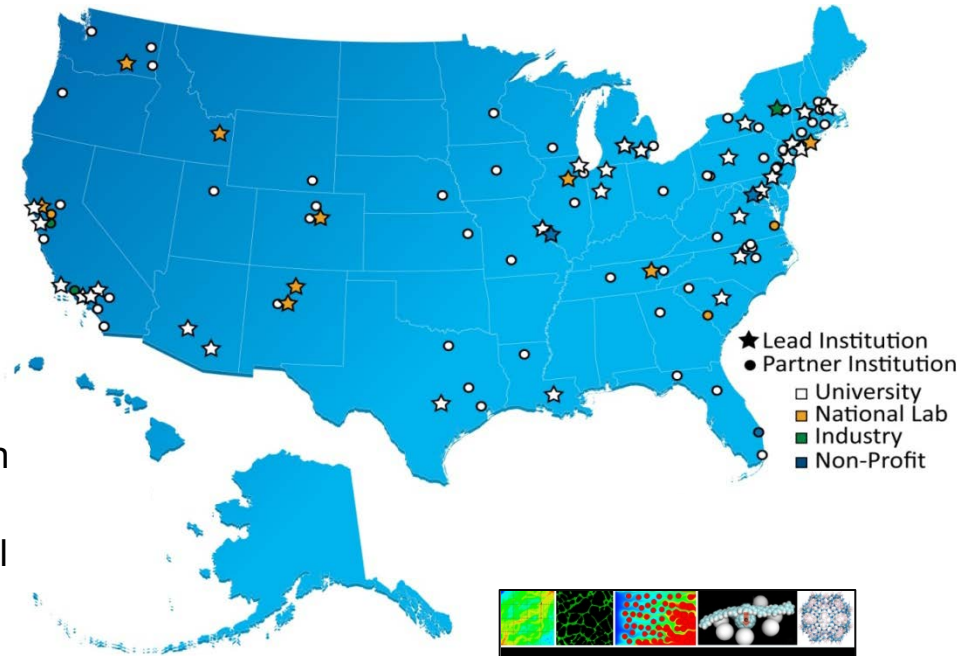 Lead Institution
Partner Institution
University
National Lab
Industry
Non-Profit